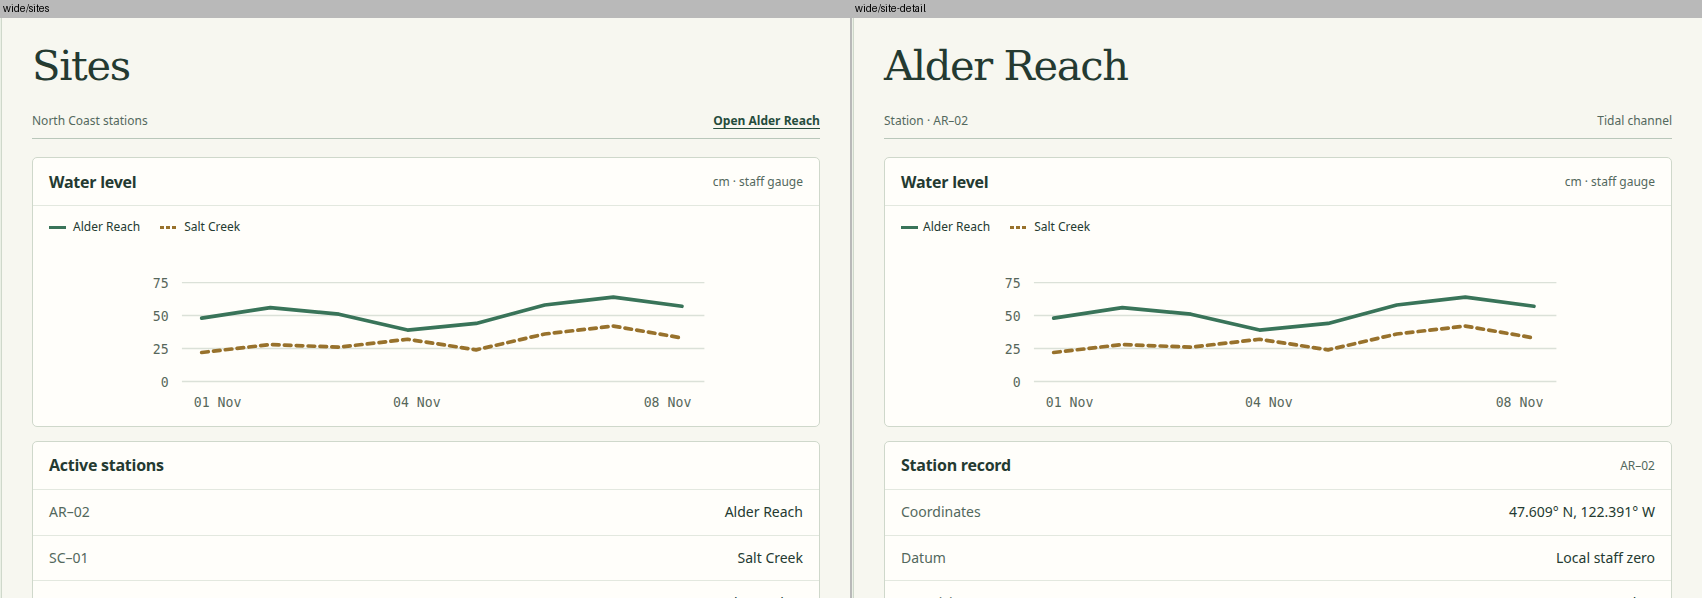 wide/sites
Sites
North Coast stations Open Alder Reach
Water level cm · staff gauge
Alder Reach Salt Creek
75
50
25
0
01 Nov 04 Nov 08 Nov
Active stations
AR–02 Alder Reach
SC–01 Salt Creek
wide/site-detail
Alder Reach
Station · AR–02 Tidal channel
Water level cm · staff gauge
Alder Reach Salt Creek
75
50
25
0
01 Nov 04 Nov 08 Nov
Station record AR–02
Coordinates 47.609° N, 122.391° W
Datum Local staff zero